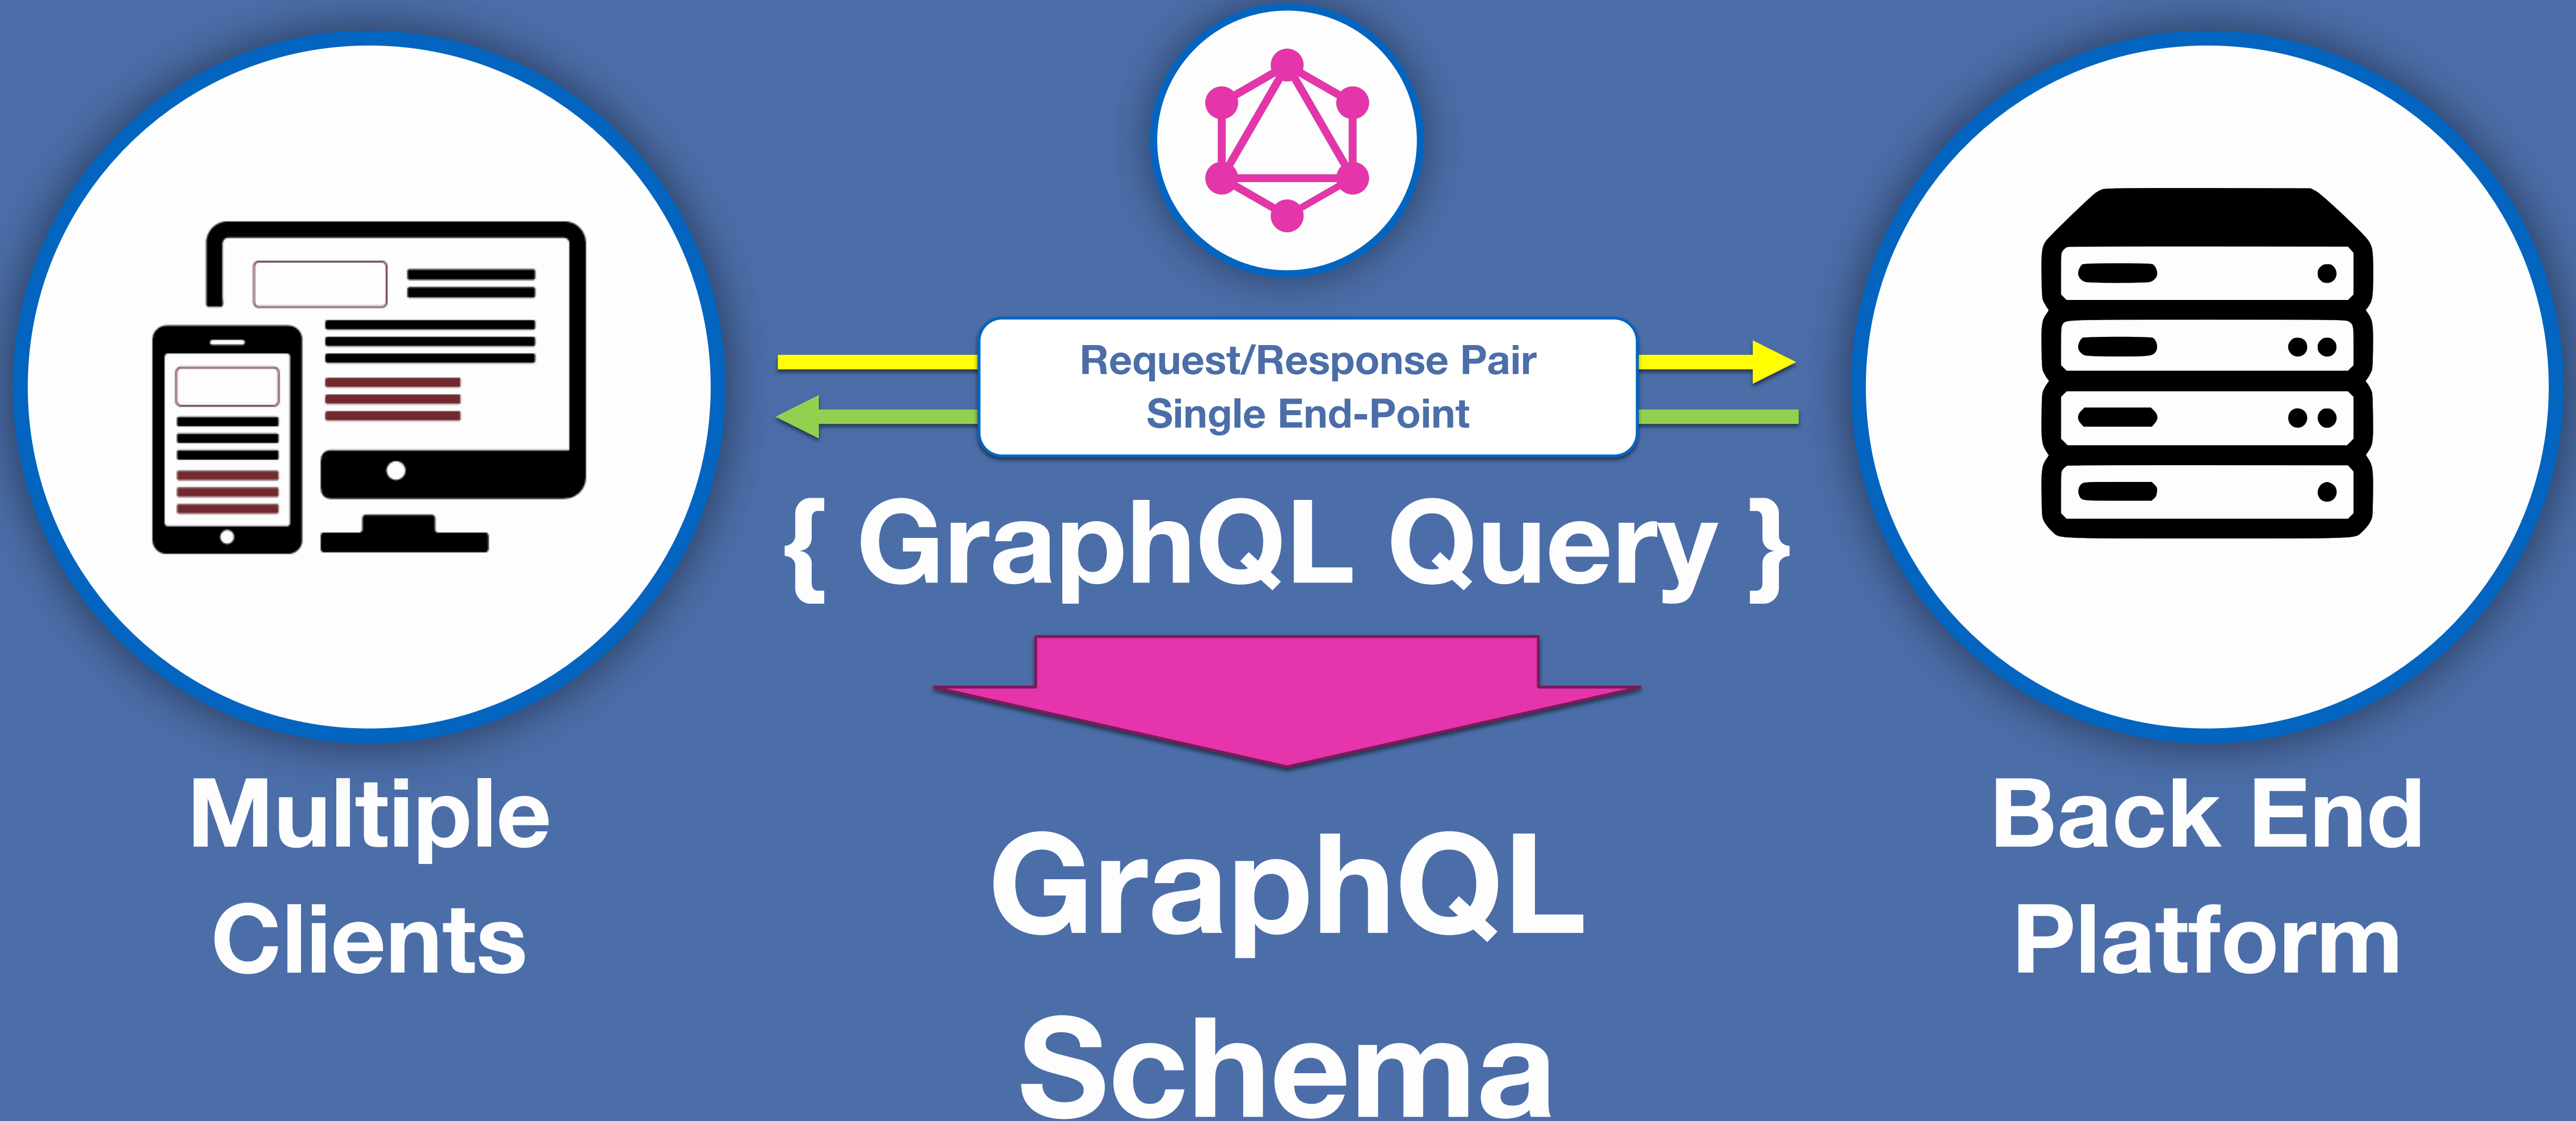 Request/Response Pair
Single End-Point
{ GraphQL Query }
Multiple
Clients
GraphQL
Schema
Back End
Platform